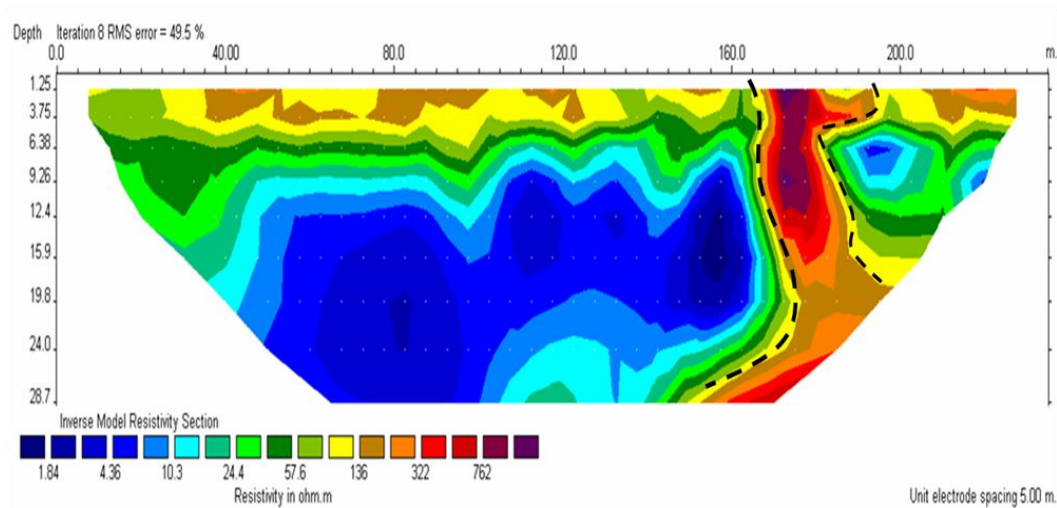 Depth Iteration 8 RMS error = 49.5 %
0.0 40.00 80.0 120.0 160.0 200.0 m.
1.25
3.75
6.38
9.26
12.4
15.9
19.8
24.0
28.7
Inverse Model Resistivity Section
1.84 4.36 10.3 24.4 57.6 136 322 762
Resistivity in ohm.m
Unit electrode spacing 5.00 m.